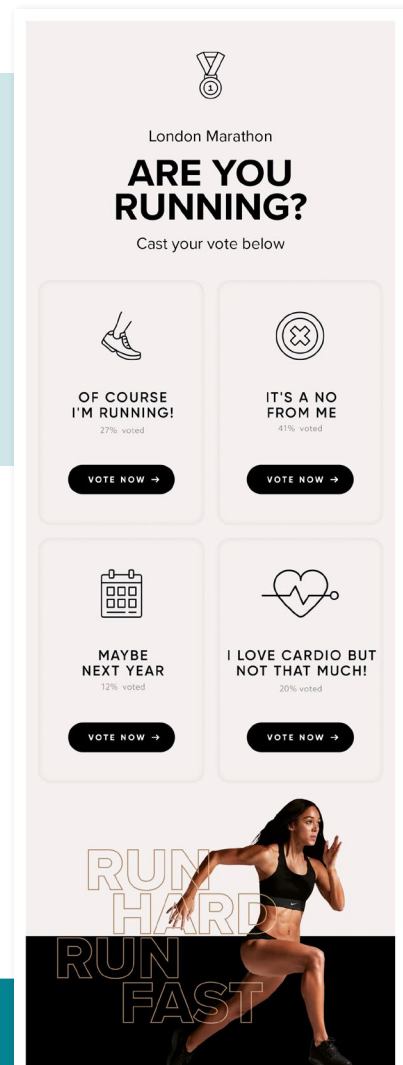 1
London Marathon
ARE YOU
RUNNING?
Cast your vote below
OF COURSE
I'M RUNNING!
27% voted
VOTE NOW →
IT'S A NO
FROM ME
41% voted
VOTE NOW →
MAYBE
NEXT YEAR
12% voted
VOTE NOW →
I LOVE CARDIO BUT
NOT THAT MUCH!
20% voted
VOTE NOW →
RUN
HARD
RUN
FAST